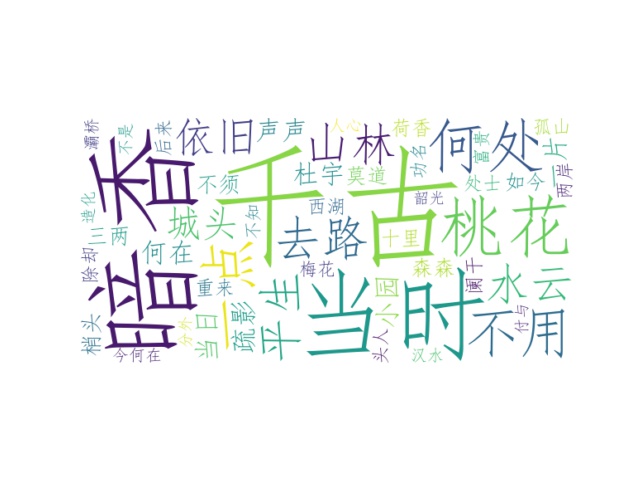 暗香
千古
当时
桃花
何处
不用
水云
山林
去路
依旧
城头
一点
平生
声声
疏影
小园
杜宇
何在
不须
莫道
荷香
人心
孤山
一片
两岸
富贵
功名
处士
如今
韶光
西湖
十里
森森
阑干
付与
汉水
头人
梅花
重来
不知
当日
分外
今何在
梢头
除却
三两
造化
灞桥
不是
后来